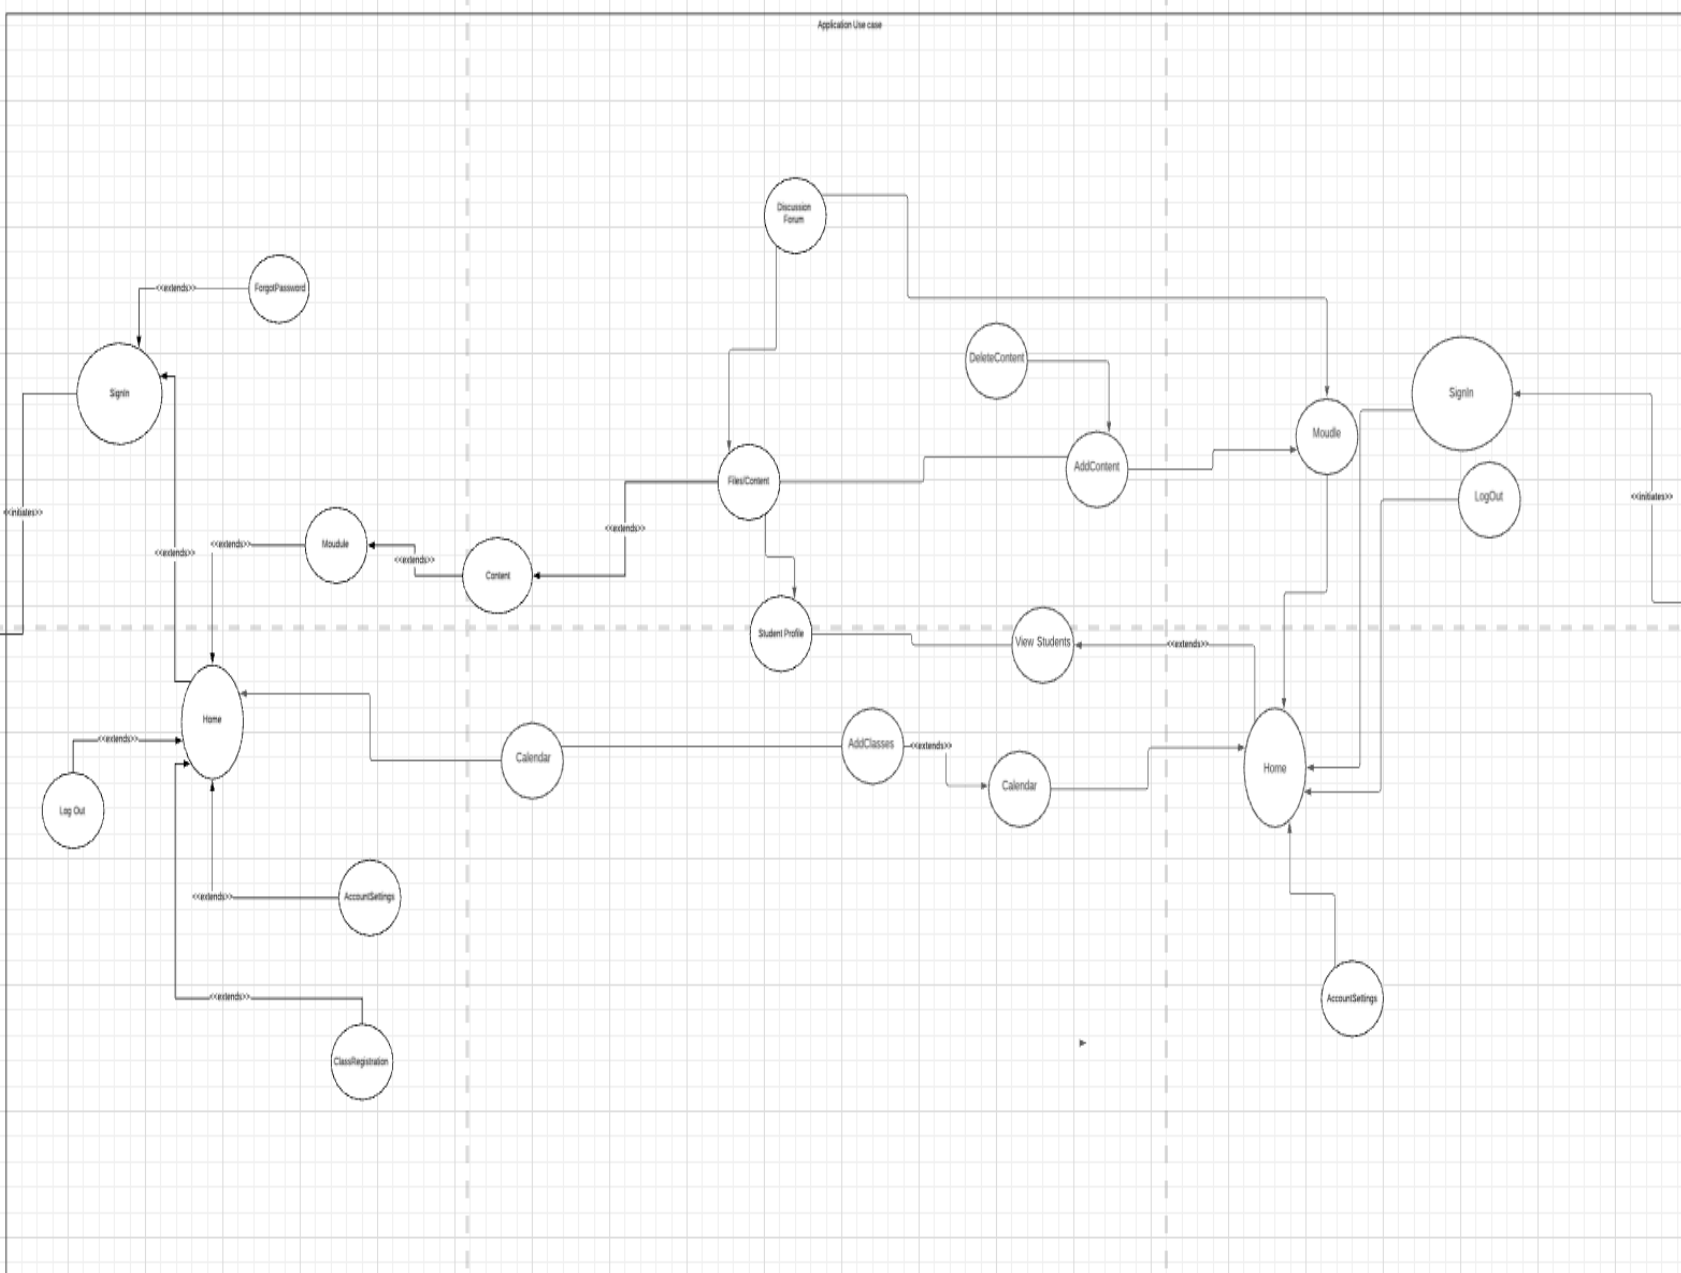 Application Use case
Discussion
Forum
ForgotPassword
<<extends>>
DeleteContent
SignIn
SignIn
Moudle
AddContent
Files/Content
LogOut
<<initiates>>
<<initiates>>
<<extends>>
<<extends>>
Moudule
<<extends>>
<<extends>>
Content
Student Profile
View Students
<<extends>>
Home
<<extends>>
Calendar
AddClasses
<<extends>>
Home
Calendar
Log Out
<<extends>>
AccountSettings
<<extends>>
AccountSettings
ClassRegistration